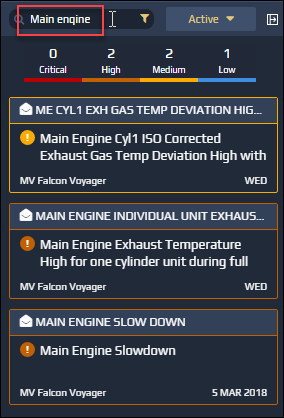 Main engine
Active
0 2 2 1
Critical High Medium Low
ME CYL1 EXH GAS TEMP DEVIATION HIG...
Main Engine Cyl1 ISO Corrected
Exhaust Gas Temp Deviation High with
MV Falcon Voyager WED
MAIN ENGINE INDIVIDUAL UNIT EXHAUS...
Main Engine Exhaust Temperature
High for one cylinder unit during full
MV Falcon Voyager WED
MAIN ENGINE SLOW DOWN
Main Engine Slowdown
MV Falcon Voyager 5 MAR 2018